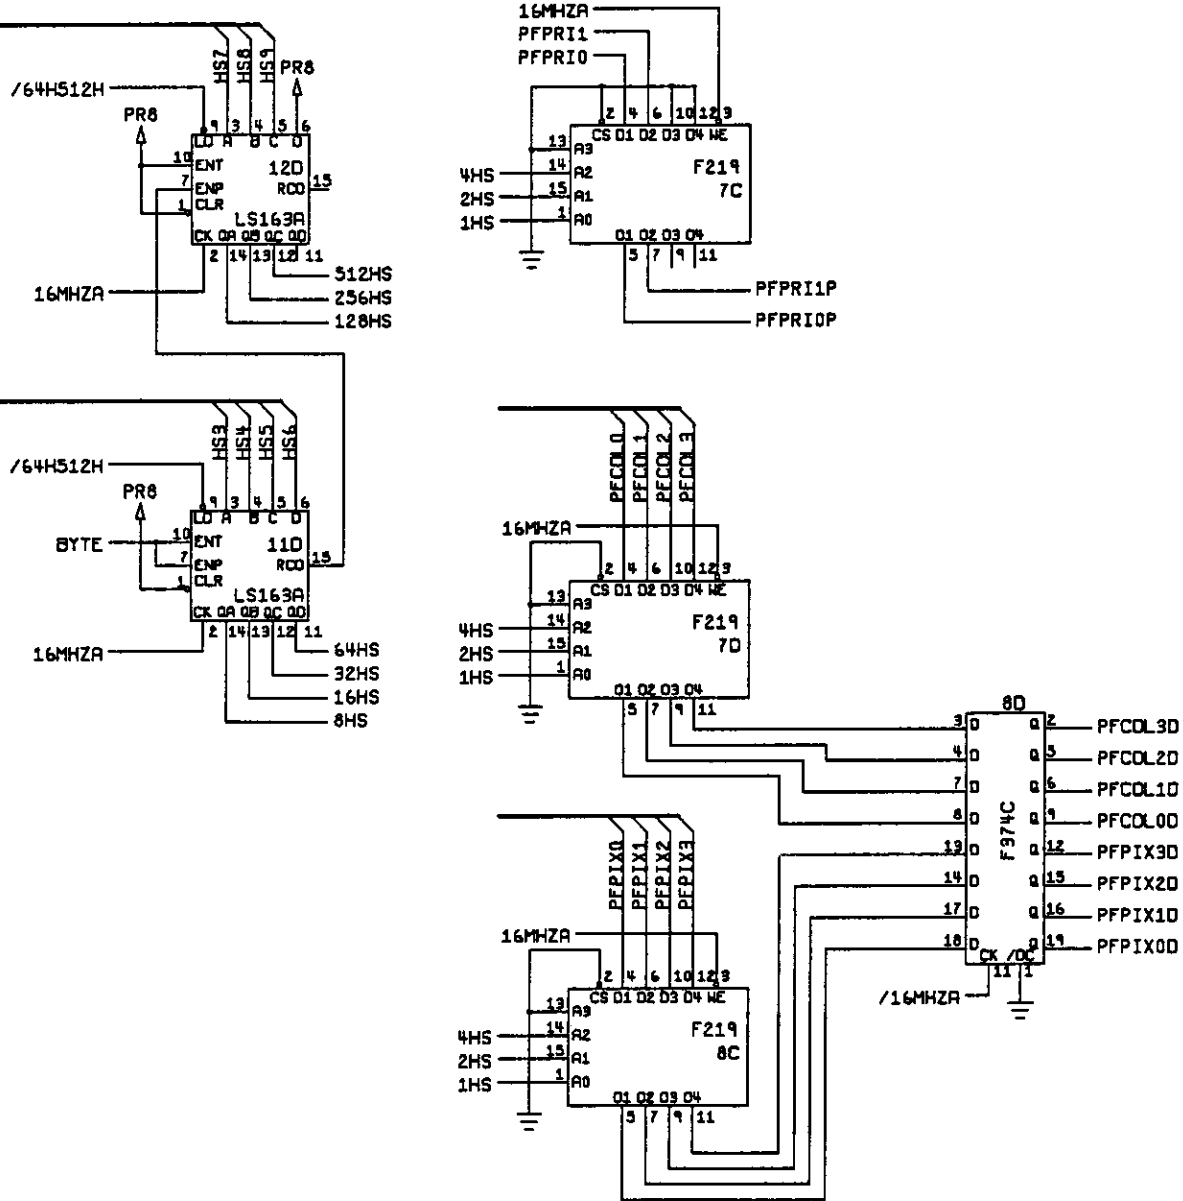 16MHZA
PFPRI1
PFPRI0
HS7 HS8 HS9 PR8
/64H512H
PR8
9 3 4 5 6
LD A B C D
10 ENT 12D
7 ENP RCO 15
1 CLR
LS163A
CK QA QB QC QD
2 14 13 12 11
16MHZA
512HS
256HS
128HS
2 4 6 10 12 3
CS D1 D2 D3 D4 WE
13 A3
4HS 14 A2 F219
2HS 15 A1 7C
1HS 1 A0
O1 O2 O3 O4
5 7 9 11
PFPRI1P
PFPRI0P
HS3 HS4 HS5 HS6
/64H512H
PR8
9 3 4 5 6
LD A B C D
BYTE 10 ENT 11D
7 ENP RCO 15
1 CLR
LS163A
CK QA QB QC QD
2 14 13 12 11
16MHZA
64HS
32HS
16HS
8HS
PFCOL0 PFCOL1 PFCOL2 PFCOL3
16MHZA
2 4 6 10 12 3
CS D1 D2 D3 D4 WE
13 A3
4HS 14 A2 F219
2HS 15 A1 7D
1HS 1 A0
O1 O2 O3 O4
5 7 9 11
PFPIX0 PFPIX1 PFPIX2 PFPIX3
16MHZA
2 4 6 10 12 3
CS D1 D2 D3 D4 WE
13 A3
4HS 14 A2 F219
2HS 15 A1 8C
1HS 1 A0
O1 O2 O3 O4
5 7 9 11
8D
3 D Q 2 PFCOL3D
4 D Q 5 PFCOL2D
7 D Q 6 PFCOL1D
8 D Q 9 PFCOL0D
F374C
13 D Q 12 PFPIX3D
14 D Q 15 PFPIX2D
17 D Q 16 PFPIX1D
18 D Q 19 PFPIX0D
CK /OC
11 1
/16MHZA